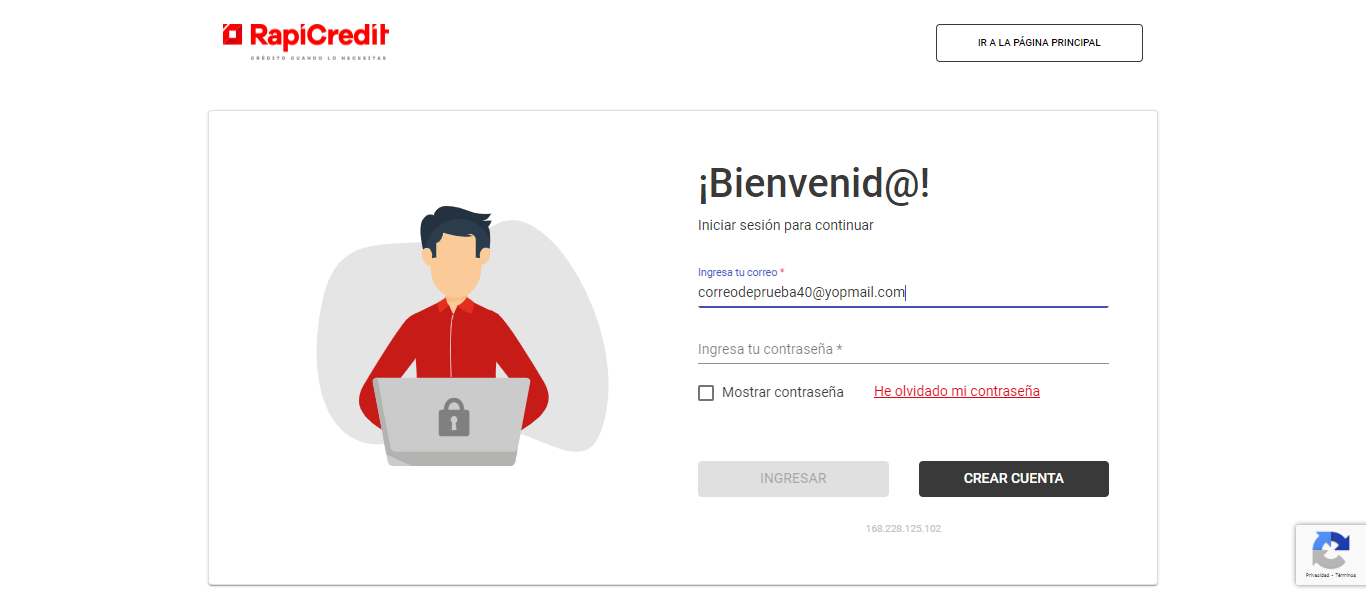 RapiCredit
CRÉDITO CUANDO LO NECESITAS
IR A LA PÁGINA PRINCIPAL
¡Bienvenid@!
Iniciar sesión para continuar
Ingresa tu correo *
correodeprueba40@yopmail.com
Ingresa tu contraseña *
Mostrar contraseña
He olvidado mi contraseña
INGRESAR
CREAR CUENTA
168.228.125.102
Privacidad - Términos